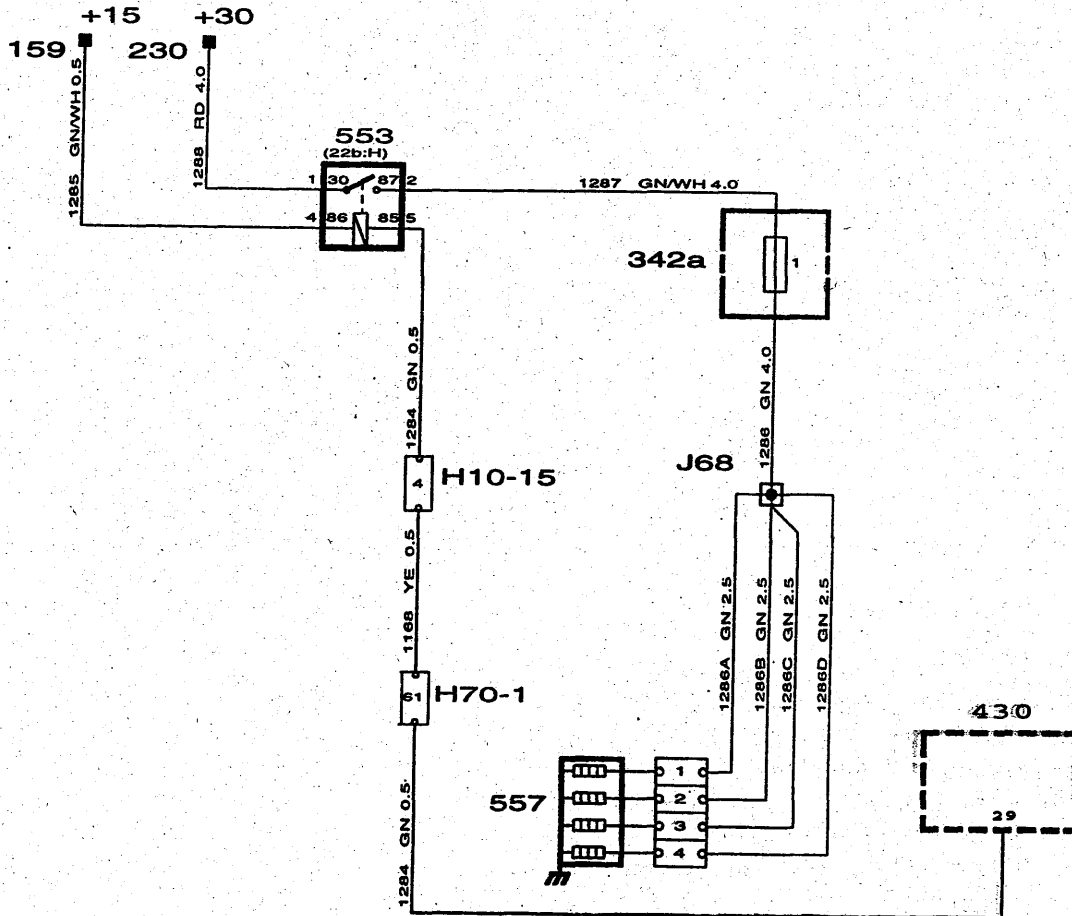 +15 +30
159 230
1285 GN/WH 0.5
1288 RD 4.0
553
(22b:H)
1 30 87 2
4 86 85 5
1287 GN/WH 4.0
342a
1
1284 GN 0.5
1286 GN 4.0
J68
4 H10-15
1168 YE 0.5
1286A GN 2.5
1286B GN 2.5
1286C GN 2.5
1286D GN 2.5
61 H70-1
430
29
557
1
2
3
4
1284 GN 0.5